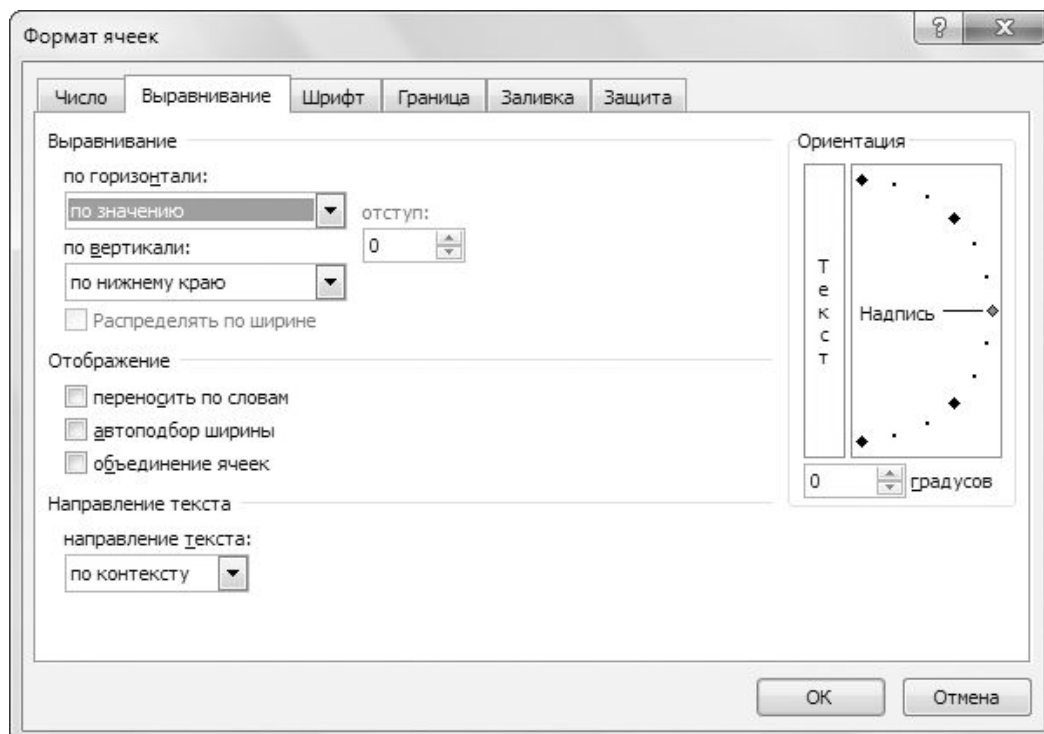 Формат ячеек
Число Выравнивание Шрифт Граница Заливка Защита
Выравнивание
по горизонтали:
по значению
отступ:
0
по вертикали:
по нижнему краю
Распределять по ширине
Отображение
переносить по словам
автоподбор ширины
объединение ячеек
Направление текста
направление текста:
по контексту
Ориентация
Текст
Надпись
0 градусов
ОК Отмена